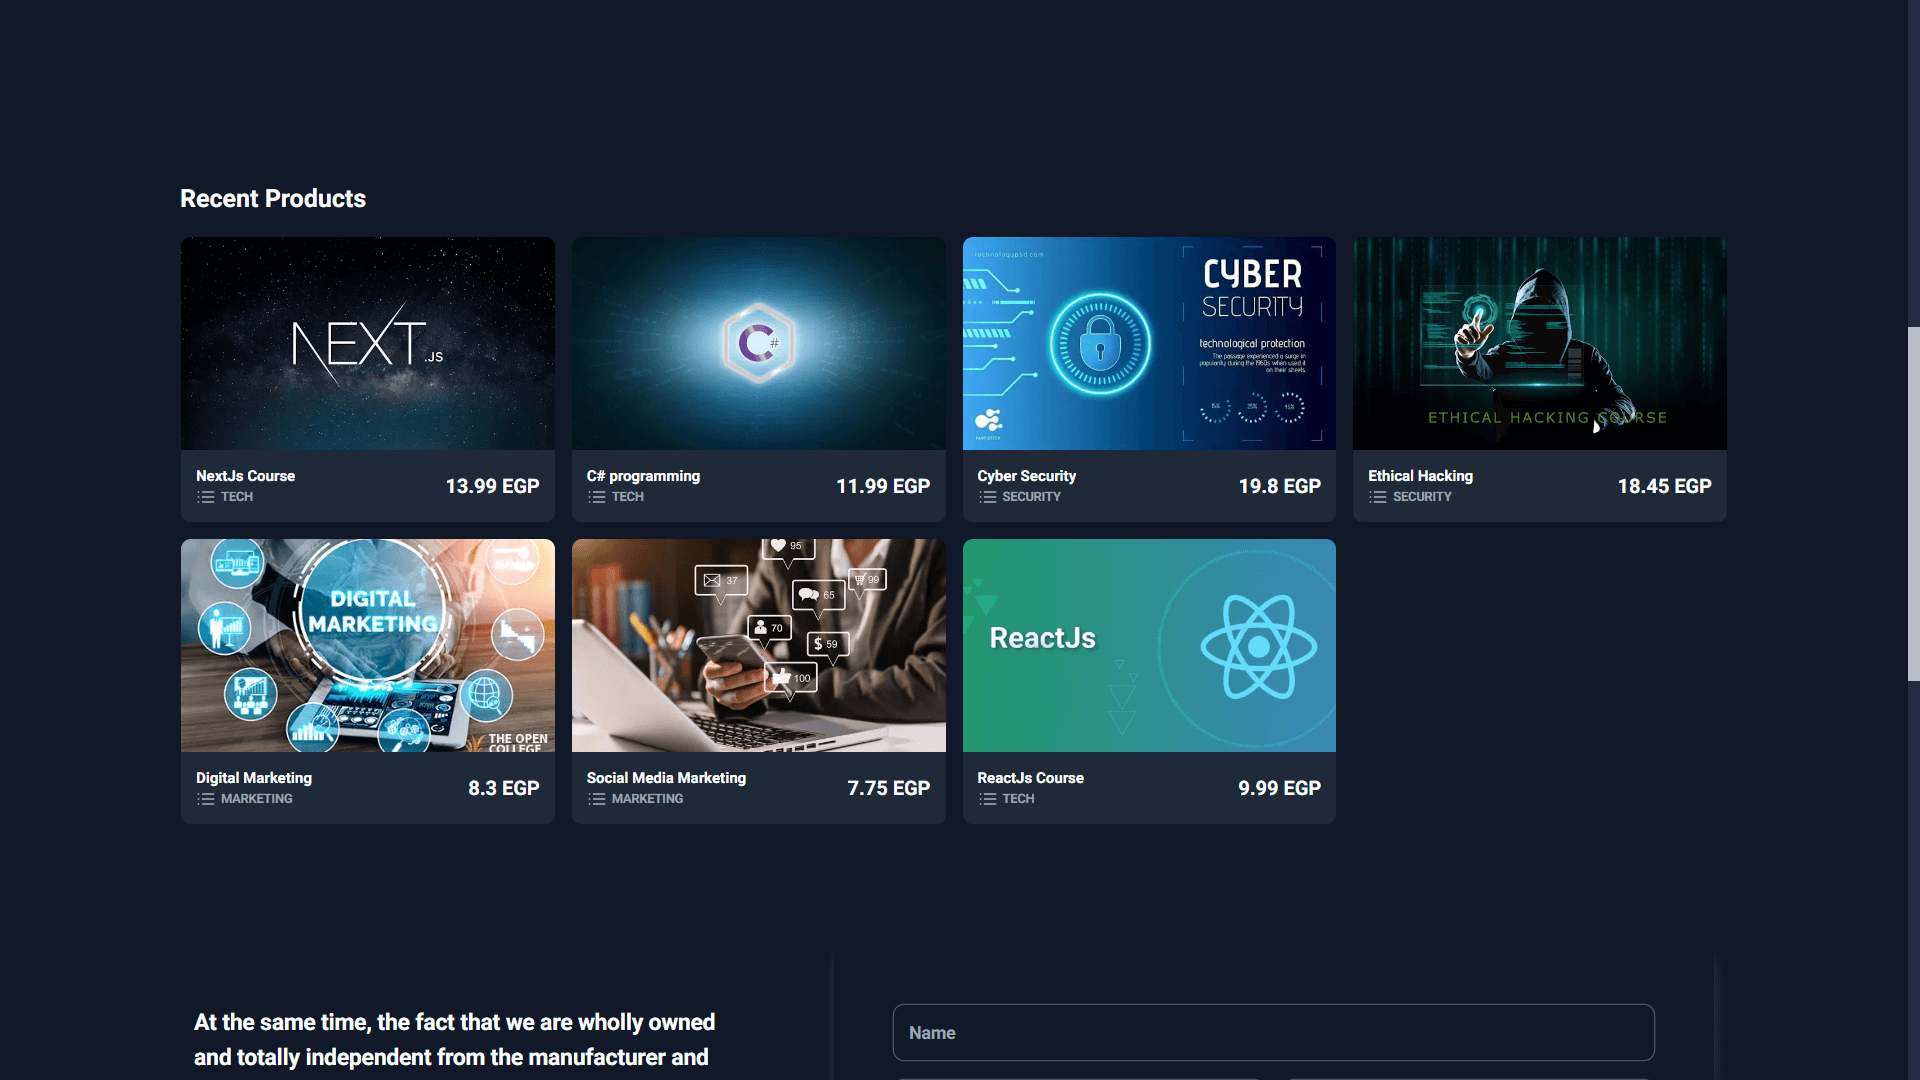 Recent Products
NEXT.JS
C#
technologypsd.com
CYBER
SECURITY
technological protection
The passage experienced a surge in
popularity during the 1960s when used it
on their sheets.
15%
25%
45%
ETHICAL HACKING COURSE
NextJs Course
TECH
13.99 EGP
C# programming
TECH
11.99 EGP
Cyber Security
SECURITY
19.8 EGP
Ethical Hacking
SECURITY
18.45 EGP
DIGITAL
MARKETING
THE OPEN
COLLEGE
95
37
99
65
70
$ 59
100
ReactJs
Digital Marketing
MARKETING
8.3 EGP
Social Media Marketing
MARKETING
7.75 EGP
ReactJs Course
TECH
9.99 EGP
At the same time, the fact that we are wholly owned
and totally independent from the manufacturer and
Name